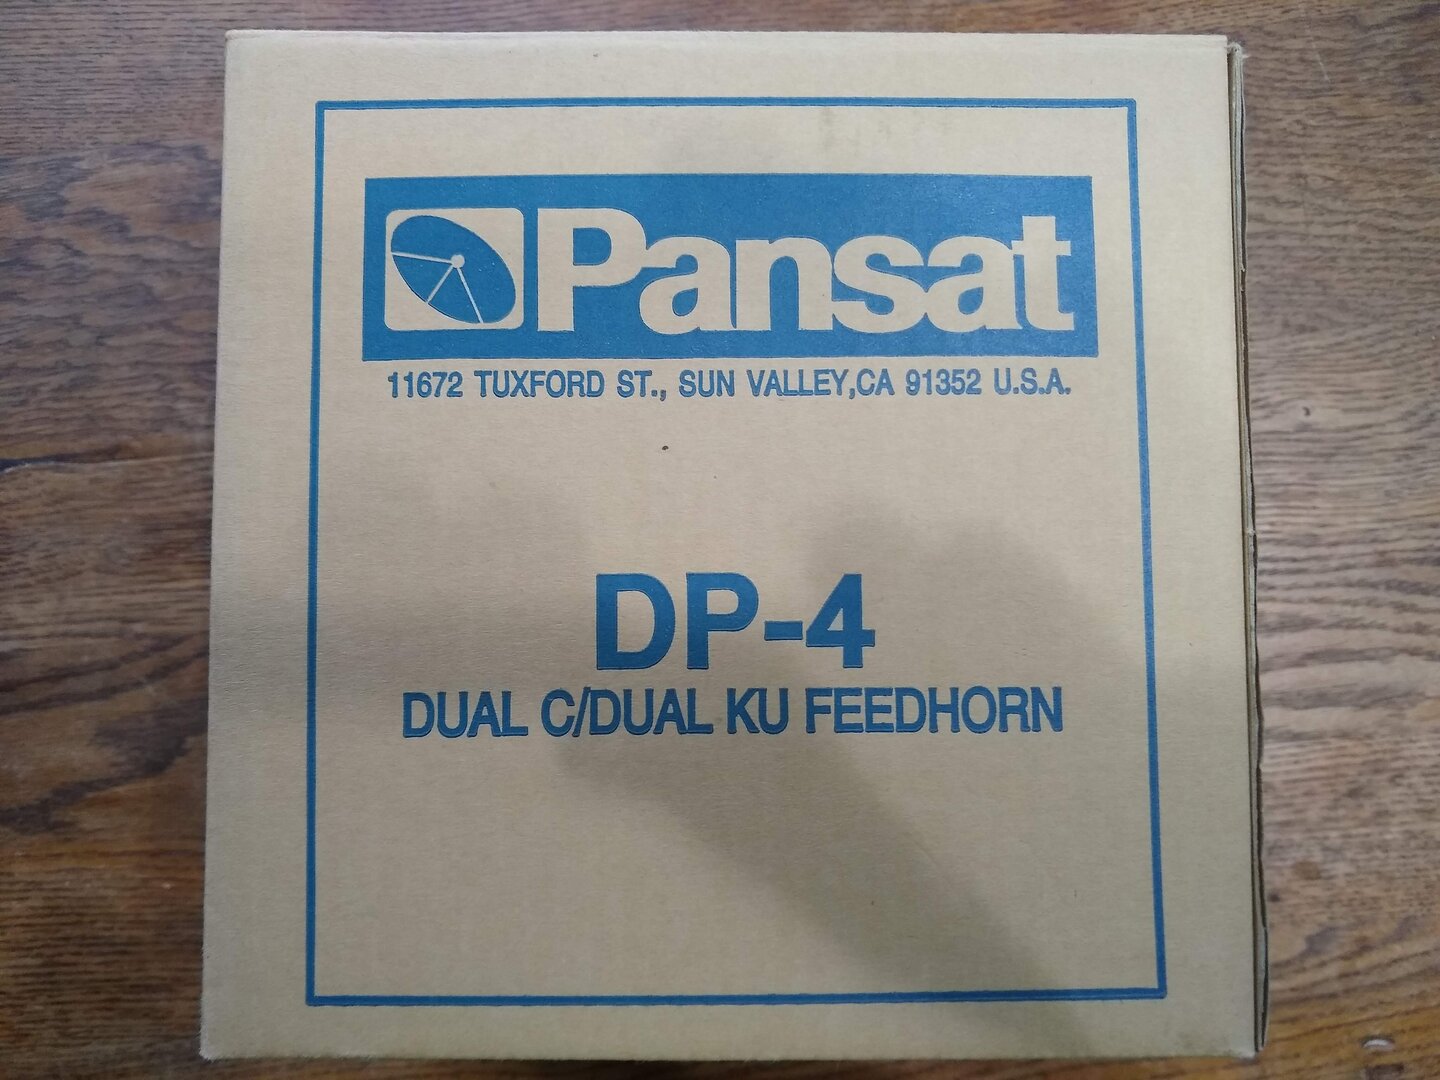 Pansat
11672 TUXFORD ST., SUN VALLEY,CA 91352 U.S.A.
DP-4
DUAL C/DUAL KU FEEDHORN